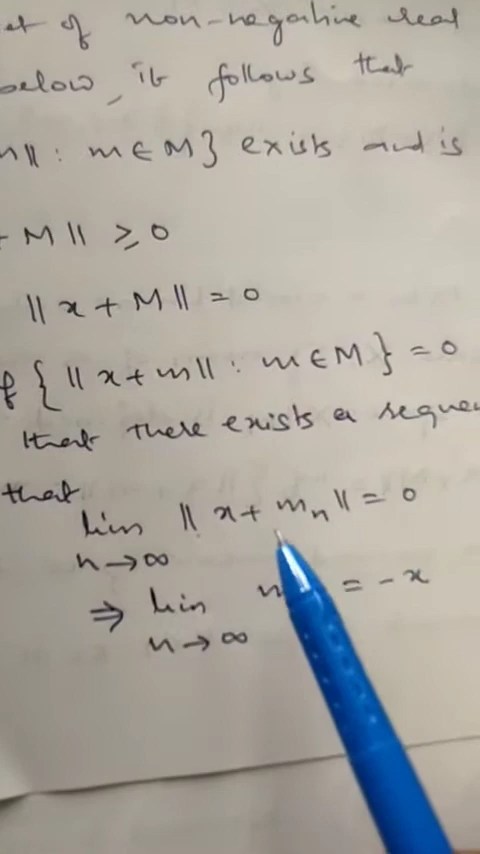 of non-negative real
below, it follows that
m|| : m ∈ M} exists and is
+ M || ≥ 0
|| x + M || = 0
f { || x + m || : m ∈ M } = 0
that there exists a
that
lim || x + mₙ || = 0
n → ∞
⇒ lim = - x
n → ∞